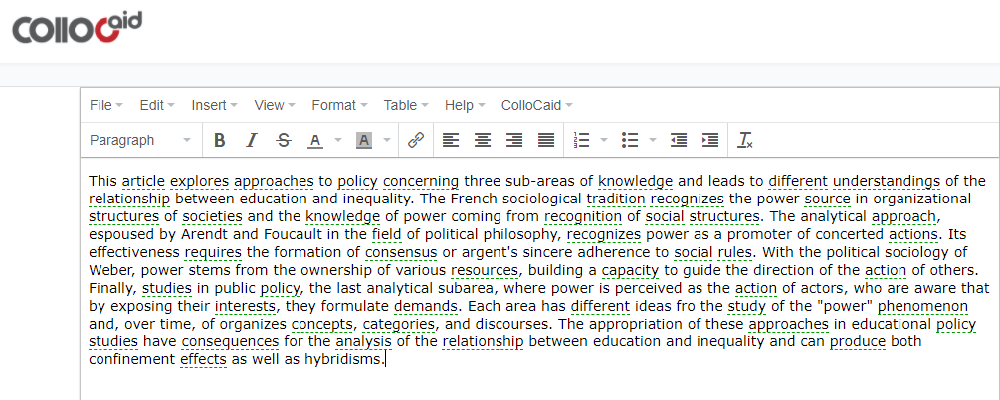 ColloCaid
File Edit Insert View Format Table Help ColloCaid
Paragraph B I S A A
This article explores approaches to policy concerning three sub-areas of knowledge and leads to different understandings of the
relationship between education and inequality. The French sociological tradition recognizes the power source in organizational
structures of societies and the knowledge of power coming from recognition of social structures. The analytical approach,
espoused by Arendt and Foucault in the field of political philosophy, recognizes power as a promoter of concerted actions. Its
effectiveness requires the formation of consensus or argent's sincere adherence to social rules. With the political sociology of
Weber, power stems from the ownership of various resources, building a capacity to guide the direction of the action of others.
Finally, studies in public policy, the last analytical subarea, where power is perceived as the action of actors, who are aware that
by exposing their interests, they formulate demands. Each area has different ideas fro the study of the "power" phenomenon
and, over time, of organizes concepts, categories, and discourses. The appropriation of these approaches in educational policy
studies have consequences for the analysis of the relationship between education and inequality and can produce both
confinement effects as well as hybridisms.